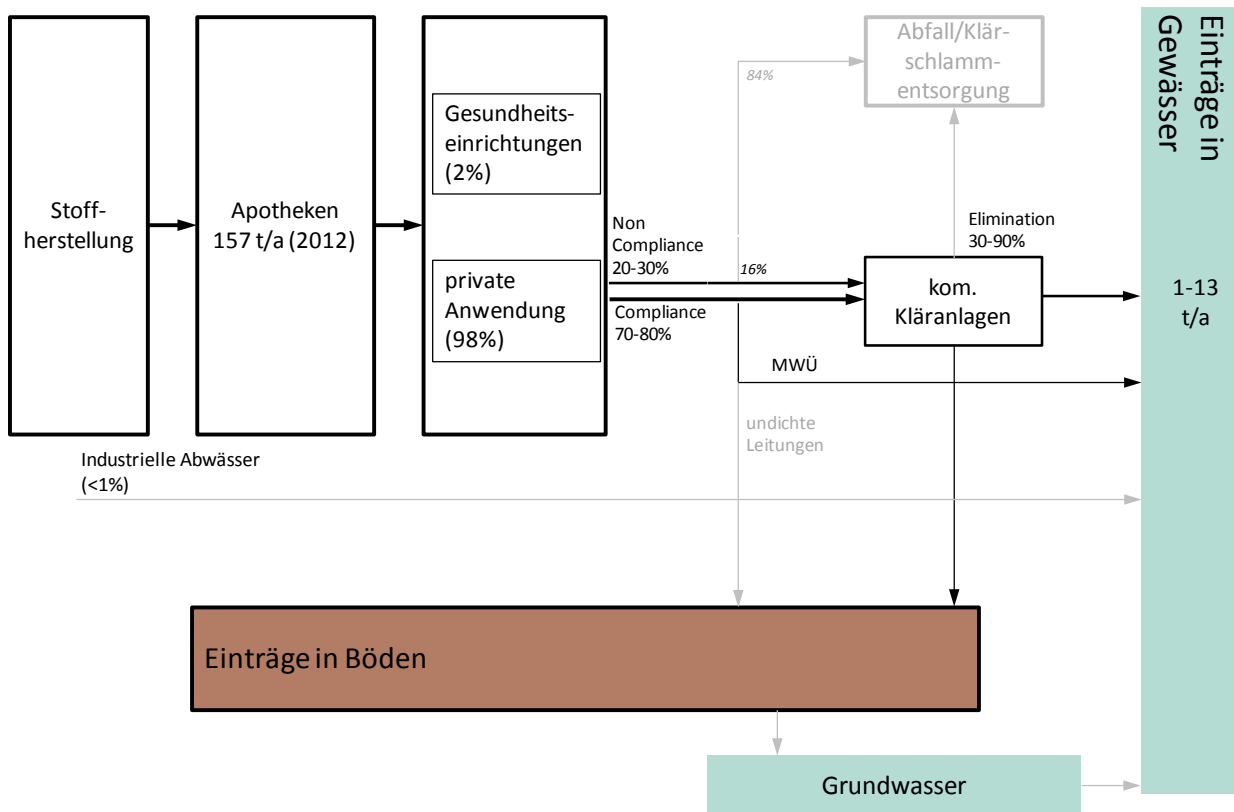 Stoff-
herstellung
Apotheken
157 t/a (2012)
Gesundheits-
einrichtungen
(2%)
private
Anwendung
(98%)
Non
Compliance
20-30%
Compliance
70-80%
84%
16%
Abfall/Klär-
schlamm-
entsorgung
Elimination
30-90%
kom.
Kläranlagen
MWÜ
undichte
Leitungen
Industrielle Abwässer
(<1%)
Einträge in
Gewässer
1-13
t/a
Einträge in Böden
Grundwasser